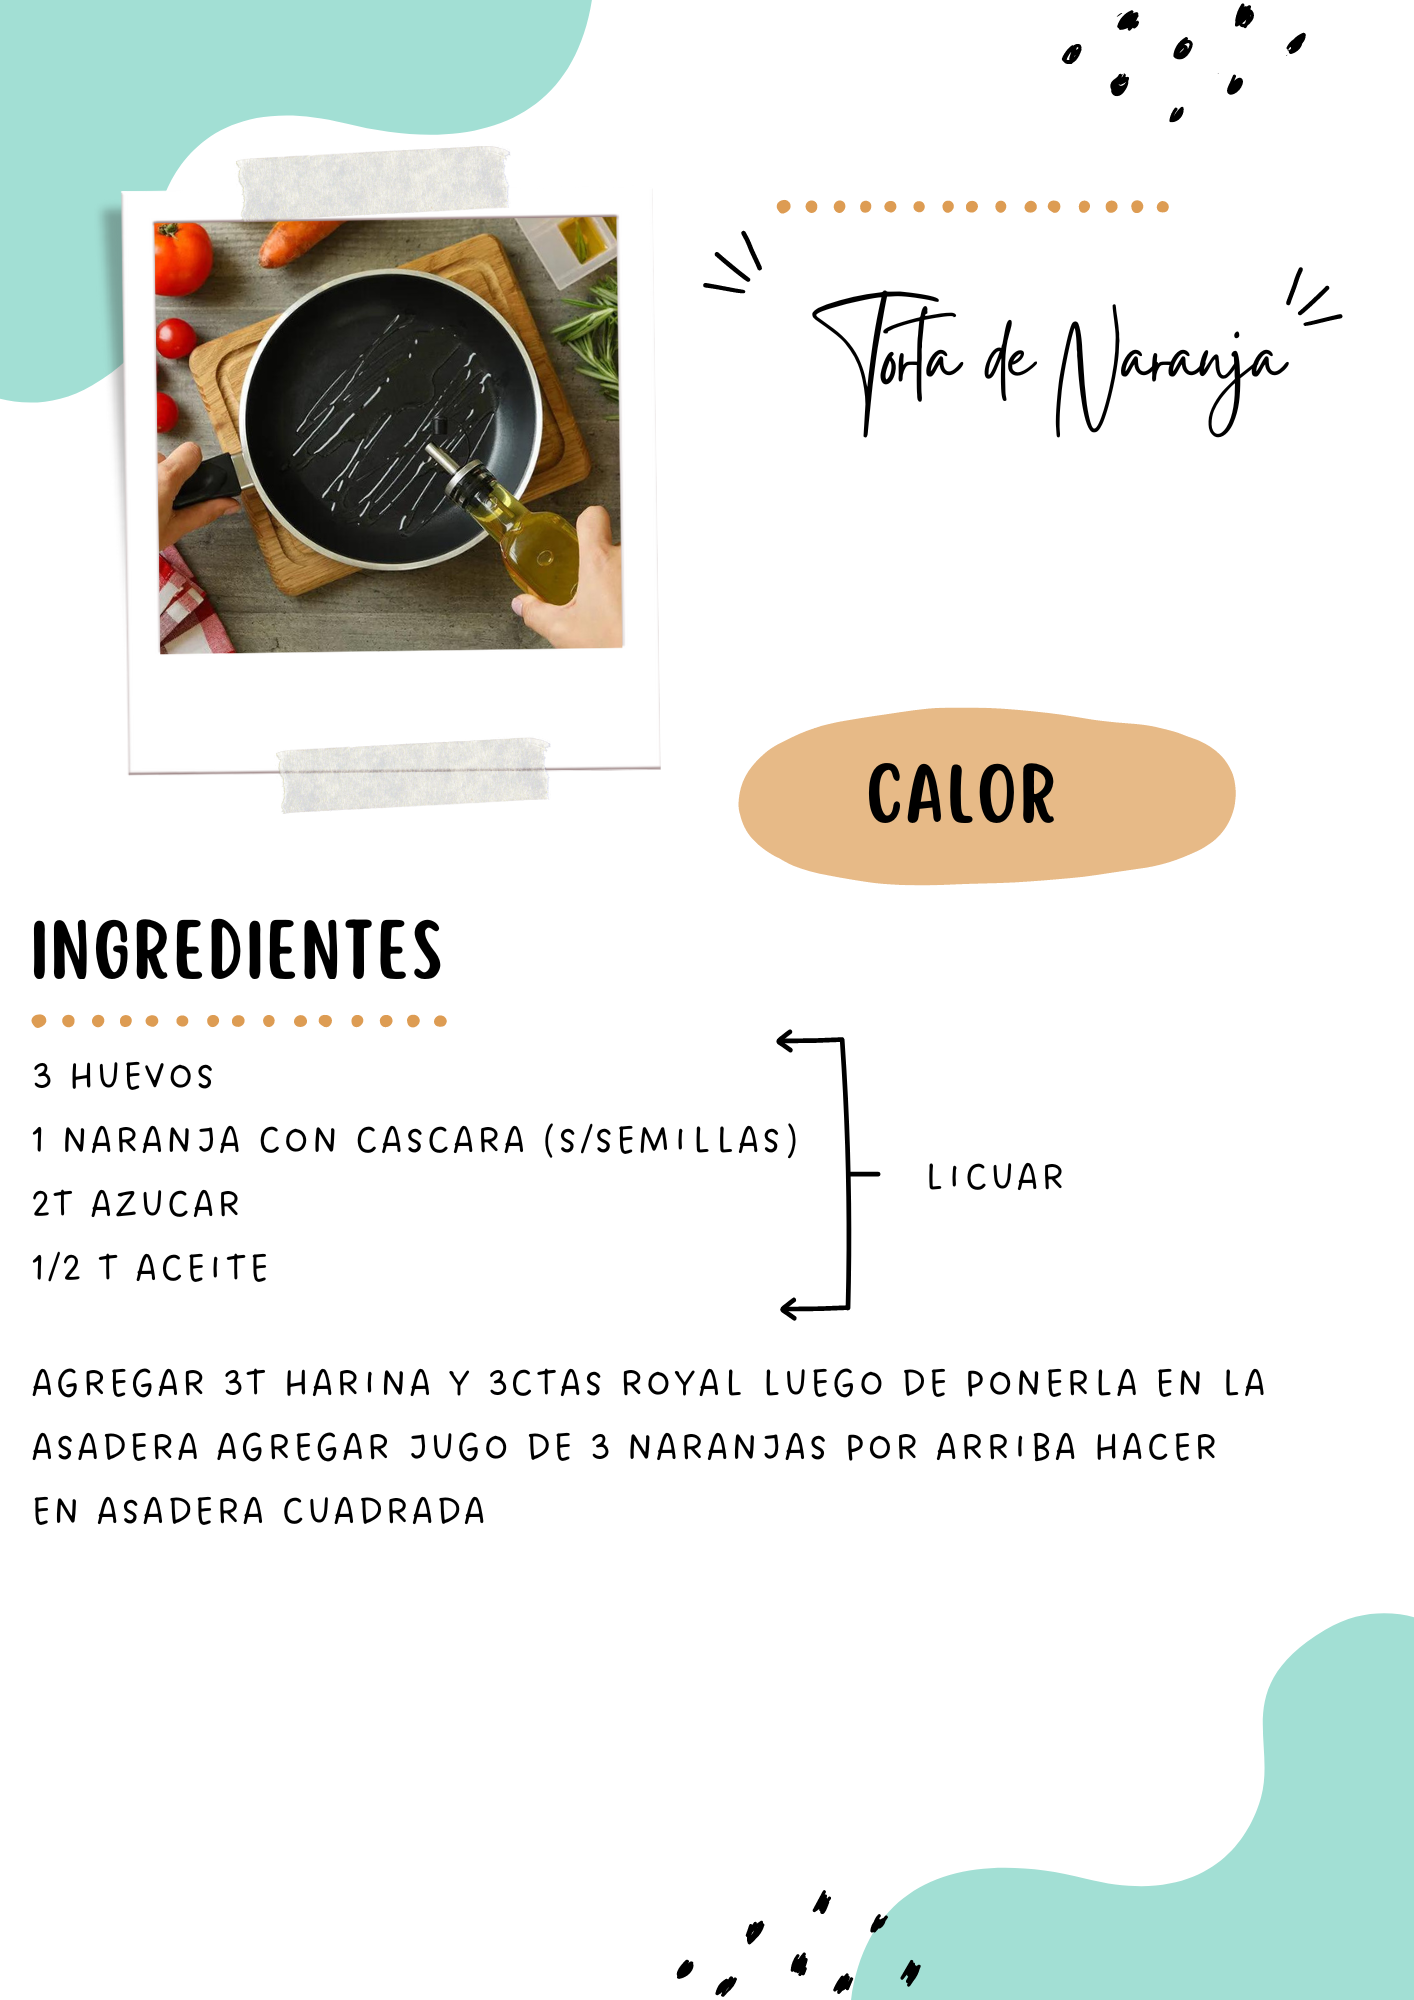 Torta de Naranja
CALOR
INGREDIENTES
3 HUEVOS
1 NARANJA CON CASCARA (S/SEMILLAS)
2T AZUCAR
1/2 T ACEITE
LICUAR
AGREGAR 3T HARINA Y 3CTAS ROYAL LUEGO DE PONERLA EN LA
ASADERA AGREGAR JUGO DE 3 NARANJAS POR ARRIBA HACER
EN ASADERA CUADRADA